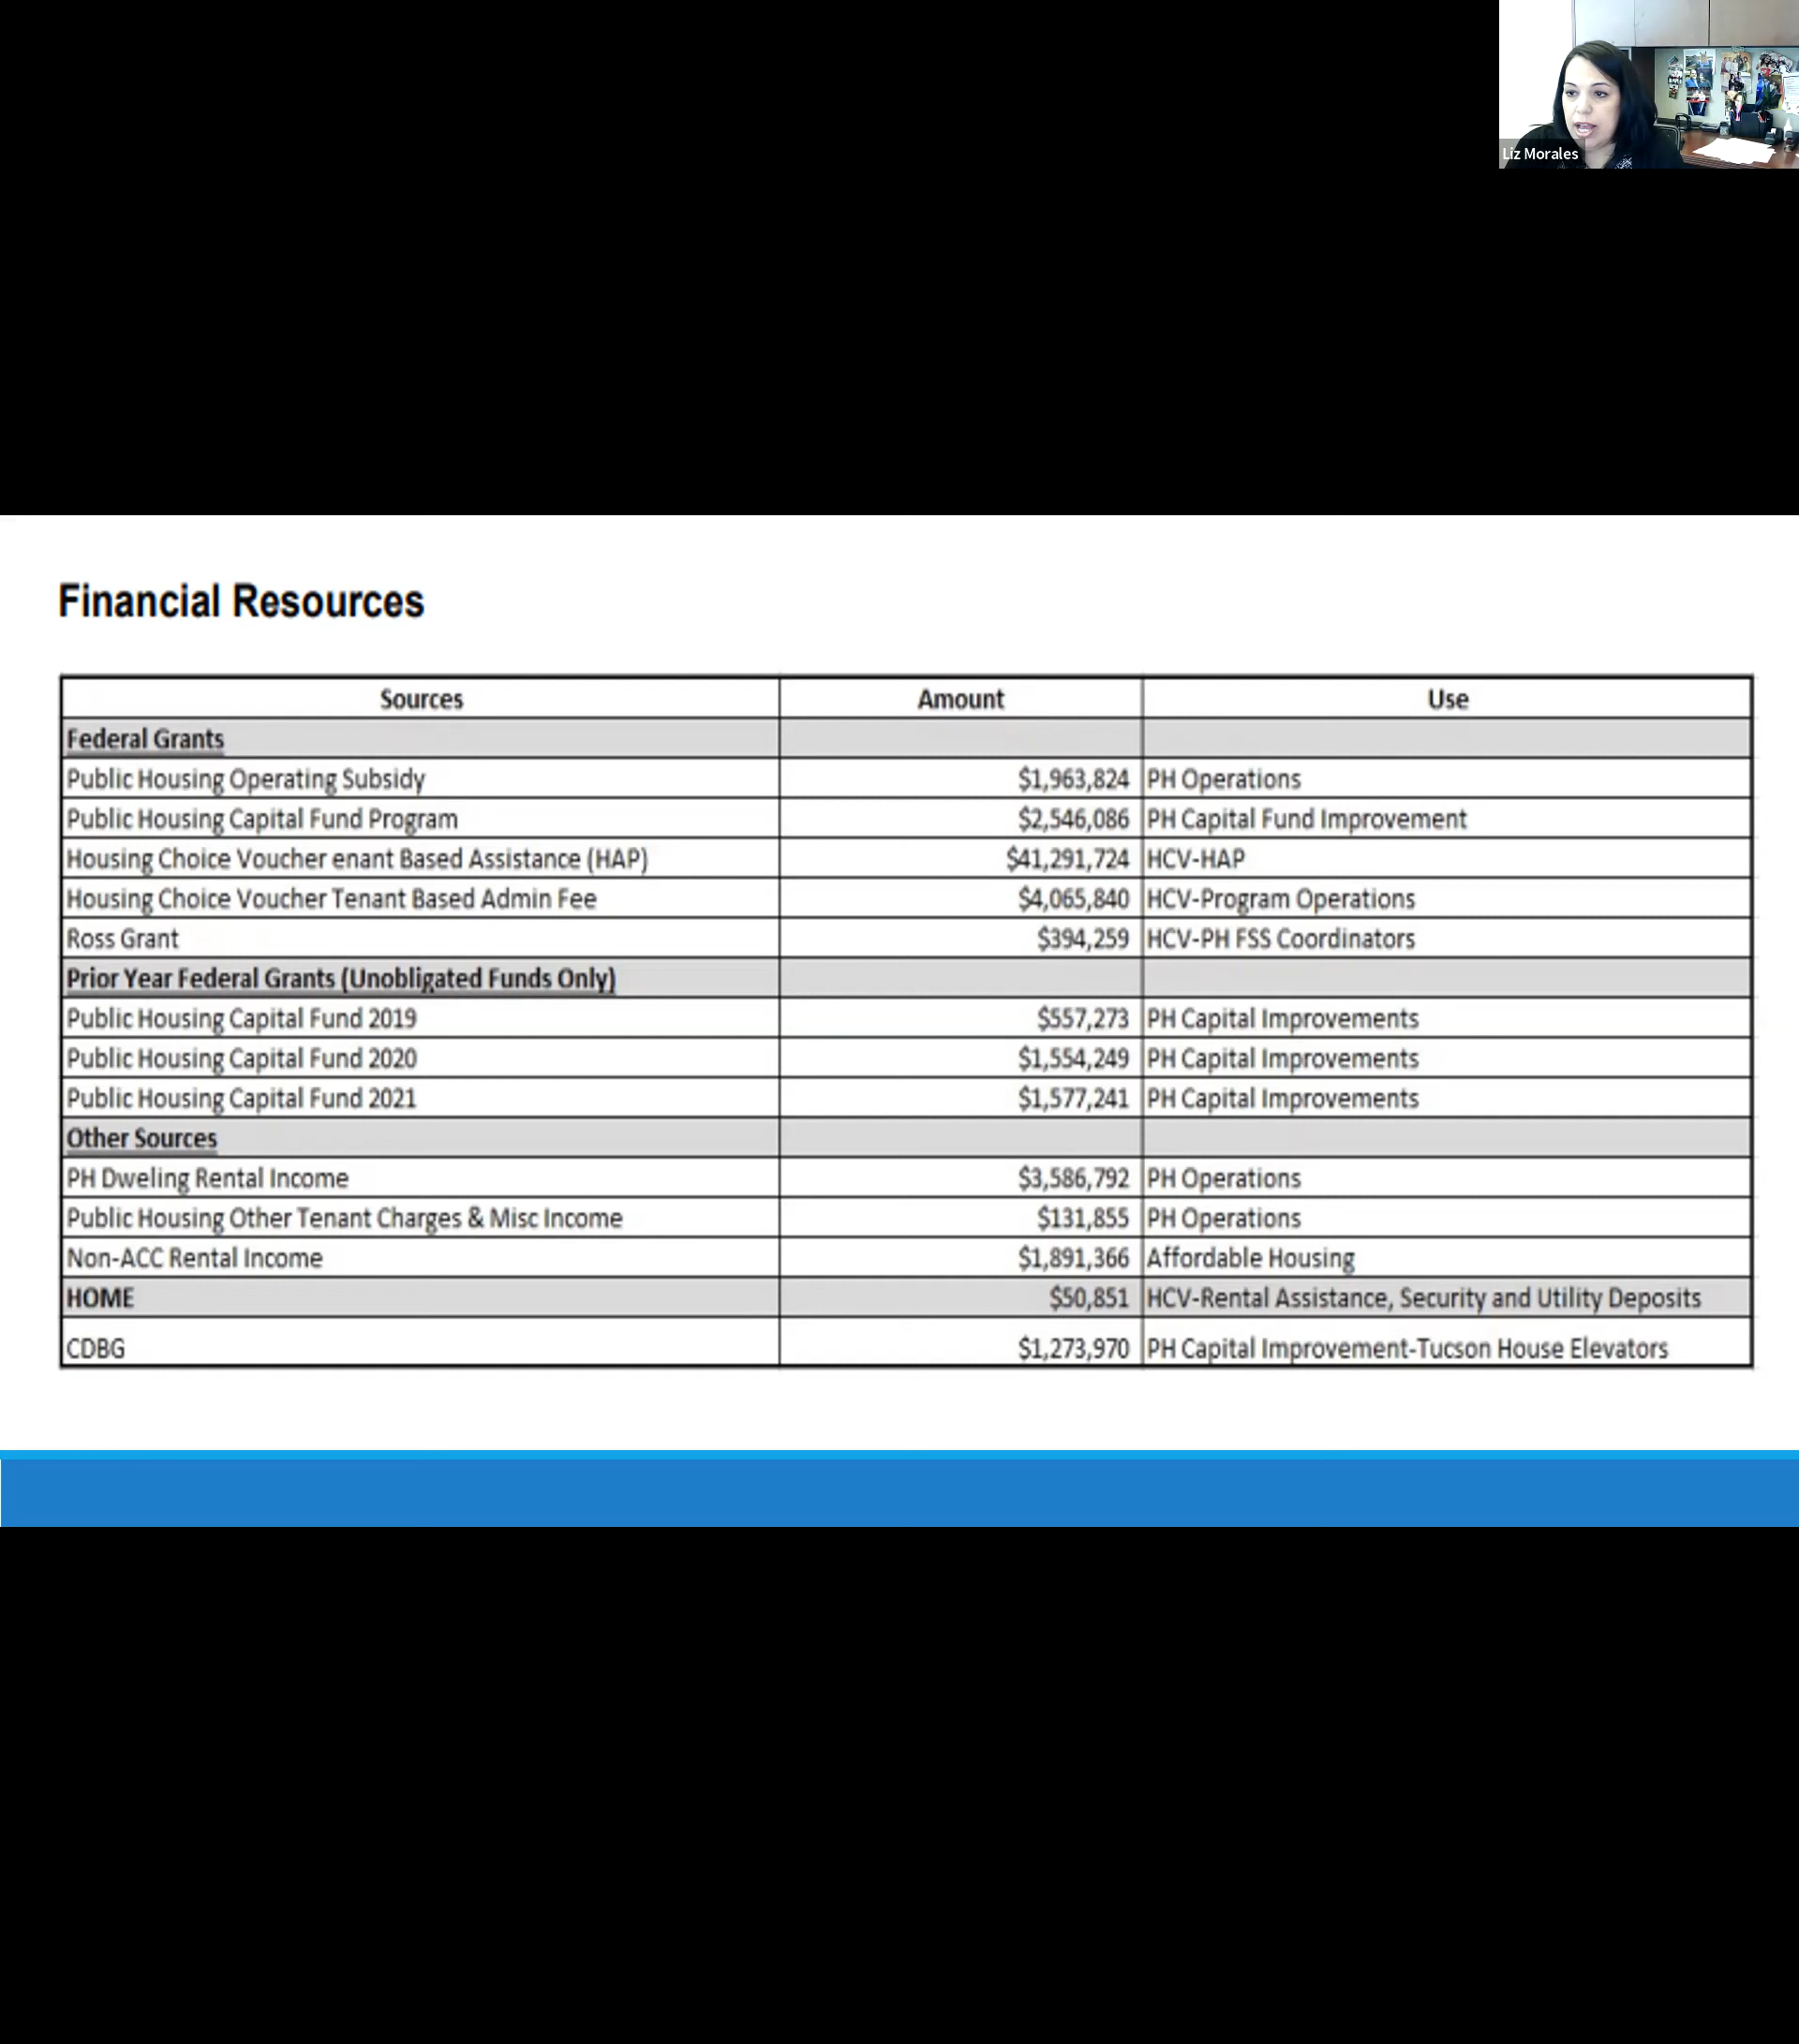 Liz Morales
Financial Resources
Sources Amount Use
Federal Grants
Public Housing Operating Subsidy $1,963,824 PH Operations
Public Housing Capital Fund Program $2,546,086 PH Capital Fund Improvement
Housing Choice Voucher enant Based Assistance (HAP) $41,291,724 HCV-HAP
Housing Choice Voucher Tenant Based Admin Fee $4,065,840 HCV-Program Operations
Ross Grant $394,259 HCV-PH FSS Coordinators
Prior Year Federal Grants (Unobligated Funds Only)
Public Housing Capital Fund 2019 $557,273 PH Capital Improvements
Public Housing Capital Fund 2020 $1,554,249 PH Capital Improvements
Public Housing Capital Fund 2021 $1,577,241 PH Capital Improvements
Other Sources
PH Dweling Rental Income $3,586,792 PH Operations
Public Housing Other Tenant Charges & Misc Income $131,855 PH Operations
Non-ACC Rental Income $1,891,366 Affordable Housing
HOME $50,851 HCV-Rental Assistance, Security and Utility Deposits
CDBG $1,273,970 PH Capital Improvement-Tucson House Elevators